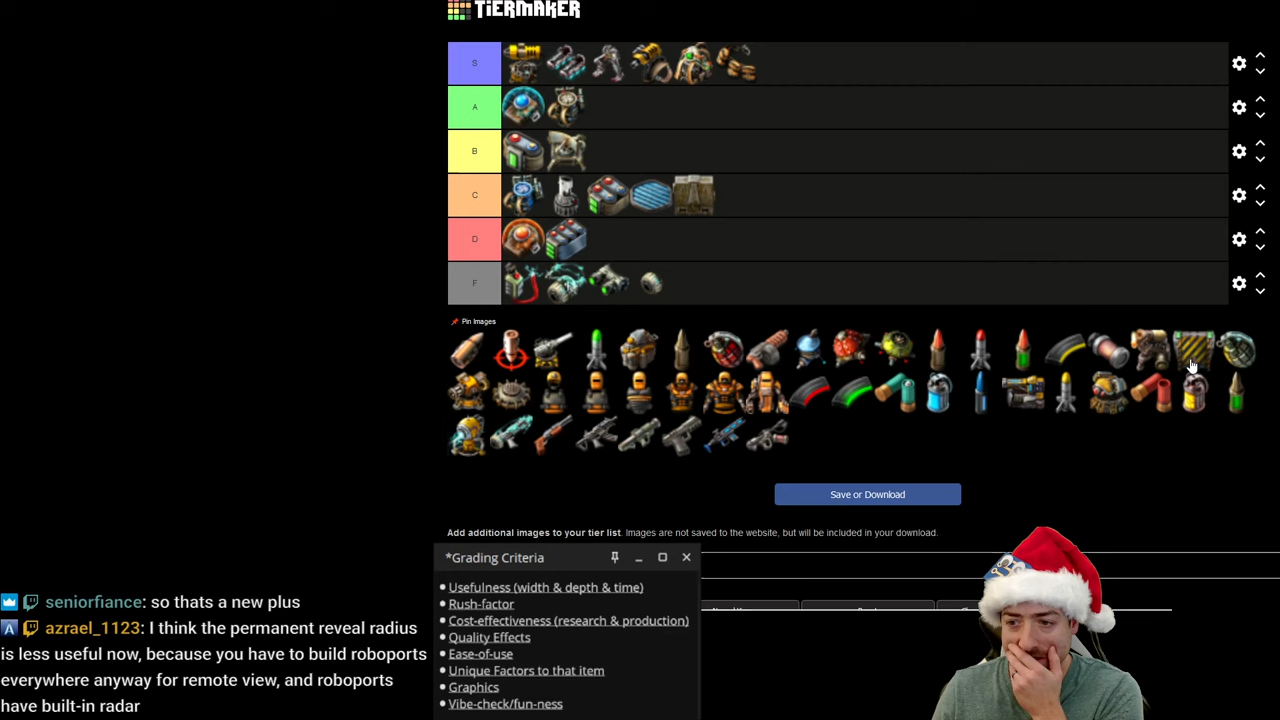 TIERMAKER
S
A
B
C
D
F
Pin Images
Save or Download
Add additional images to your tier list. Images are not saved to the website, but will be included in your download.
*Grading Criteria
Usefulness (width & depth & time)
Rush-factor
Cost-effectiveness (research & production)
Quality Effects
Ease-of-use
Unique Factors to that item
Graphics
Vibe-check/fun-ness
seniorfiance: so thats a new plus
azrael_1123: I think the permanent reveal radius
is less useful now, because you have to build roboports
everywhere anyway for remote view, and roboports
have built-in radar